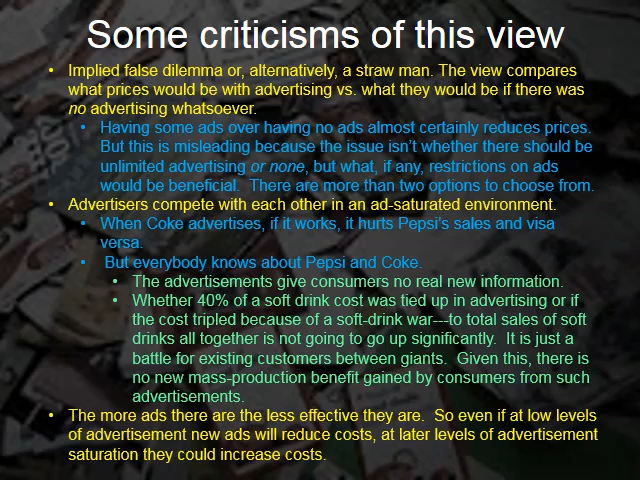 Some criticisms of this view
• Implied false dilemma or, alternatively, a straw man. The view compares
what prices would be with advertising vs. what they would be if there was
no advertising whatsoever.
• Having some ads over having no ads almost certainly reduces prices.
But this is misleading because the issue isn't whether there should be
unlimited advertising or none, but what, if any, restrictions on ads
would be beneficial. There are more than two options to choose from.
• Advertisers compete with each other in an ad-saturated environment.
• When Coke advertises, if it works, it hurts Pepsi's sales and visa
versa.
• But everybody knows about Pepsi and Coke.
• The advertisements give consumers no real new information.
• Whether 40% of a soft drink cost was tied up in advertising or if
the cost tripled because of a soft-drink war---to total sales of soft
drinks all together is not going to go up significantly. It is just a
battle for existing customers between giants. Given this, there is
no new mass-production benefit gained by consumers from such
advertisements.
• The more ads there are the less effective they are. So even if at low levels
of advertisement new ads will reduce costs, at later levels of advertisement
saturation they could increase costs.